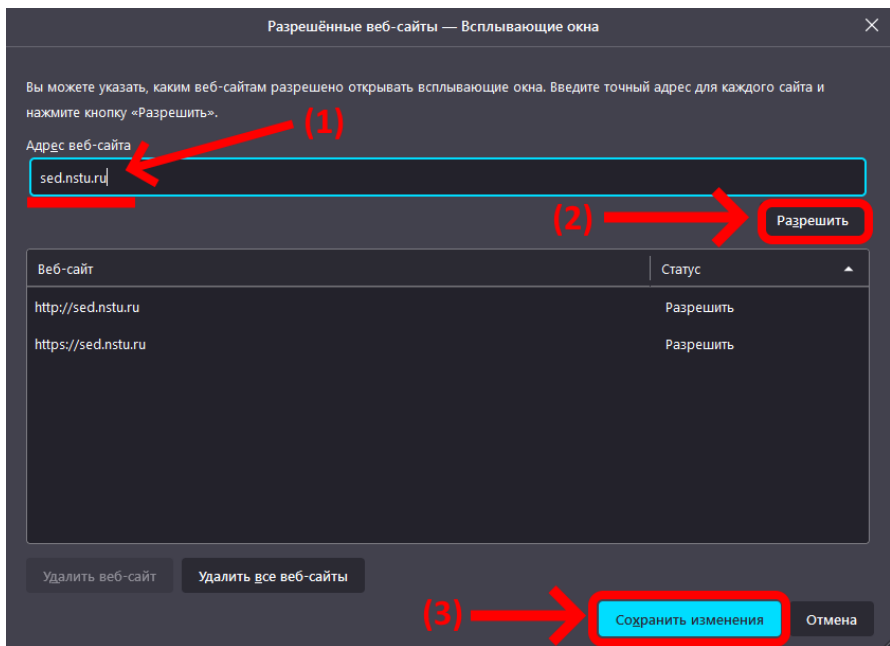 Разрешённые веб-сайты — Всплывающие окна
Вы можете указать, каким веб-сайтам разрешено открывать всплывающие окна. Введите точный адрес для каждого сайта и
нажмите кнопку «Разрешить».
(1)
Адрес веб-сайта
sed.nstu.ru
(2)
Разрешить
Веб-сайт Статус
http://sed.nstu.ru Разрешить
https://sed.nstu.ru Разрешить
Удалить веб-сайт Удалить все веб-сайты
(3)
Сохранить изменения Отмена